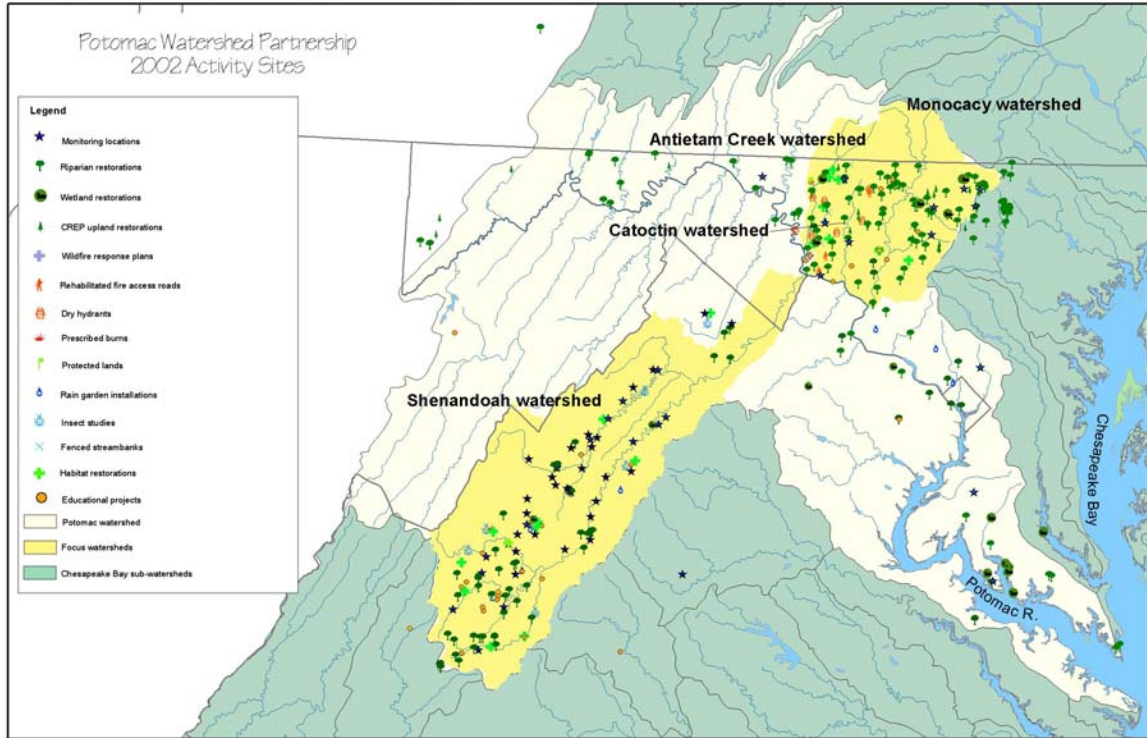 Potomac Watershed Partnership
2002 Activity Sites
Legend
Monitoring locations
Riparian restorations
Wetland restorations
CREP upland restorations
Wildfire response plans
Rehabilitated fire access roads
Dry hydrants
Prescribed burns
Protected lands
Rain garden installations
Insect studies
Fenced streambanks
Habitat restorations
Educational projects
Potomac watershed
Focus watersheds
Chesapeake Bay sub-watersheds
Monocacy watershed
Antietam Creek watershed
Catoctin watershed
Shenandoah watershed
Chesapeake Bay
Potomac R.